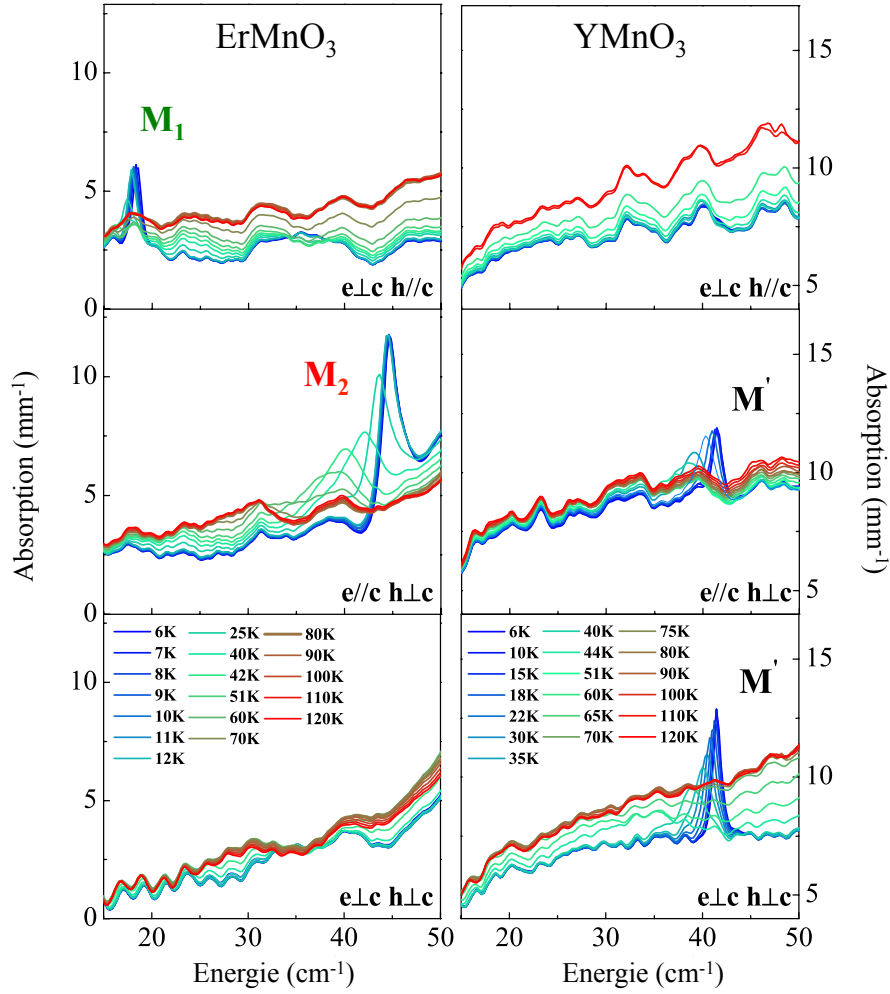 ErMnO₃
YMnO₃
10
5
0
M₁
e⊥c h//c
15
10
5
e⊥c h//c
Absorption (mm⁻¹)
10
5
0
M₂
e//c h⊥c
15
10
5
M'
e//c h⊥c
Absorption (mm⁻¹)
10
5
0
6K 25K 80K
7K 40K 90K
8K 42K 100K
9K 51K 110K
10K 60K 120K
11K 70K
12K
e⊥c h⊥c
20 30 40 50
Energie (cm⁻¹)
15
10
5
6K 40K 75K
10K 44K 80K
15K 51K 90K
18K 60K 100K
22K 65K 110K
30K 70K 120K
35K
M'
e⊥c h⊥c
20 30 40 50
Energie (cm⁻¹)